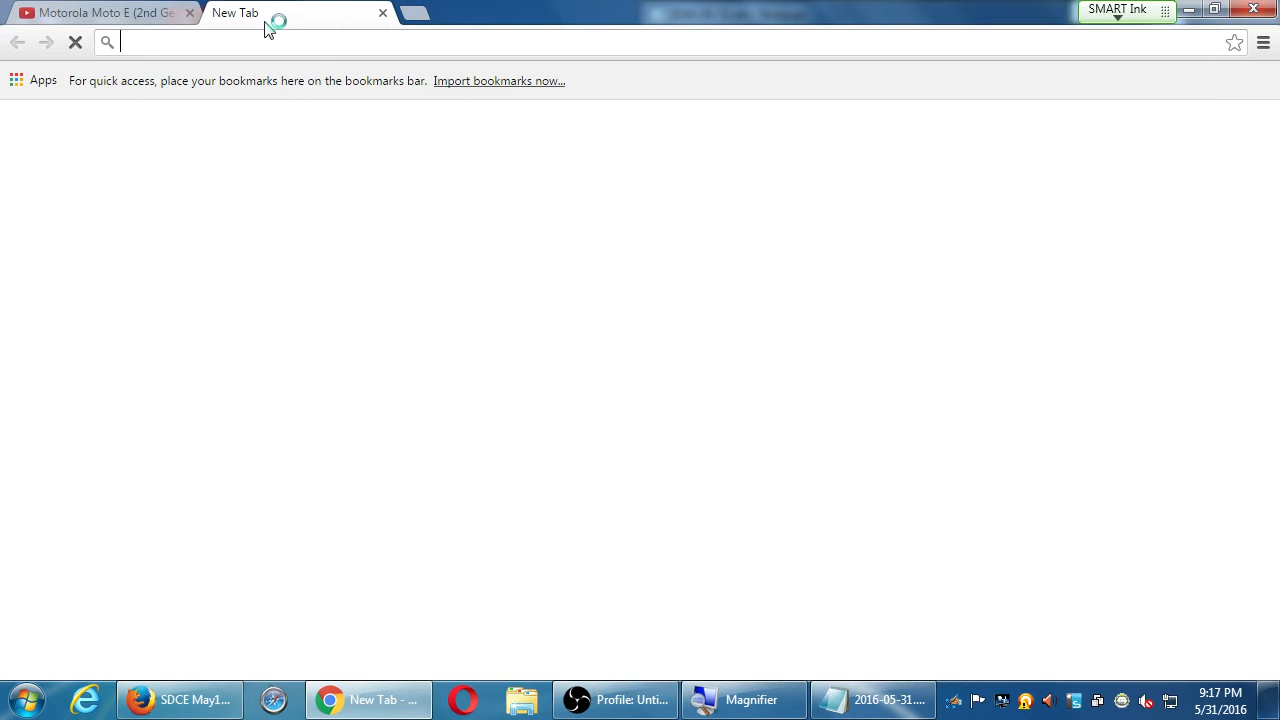 Motorola Moto E (2nd Ge
New Tab
SMART Ink
Apps
For quick access, place your bookmarks here on the bookmarks bar. Import bookmarks now...
SDCE May1...
New Tab - ...
Profile: Unti...
Magnifier
2016-05-31....
9:17 PM
5/31/2016